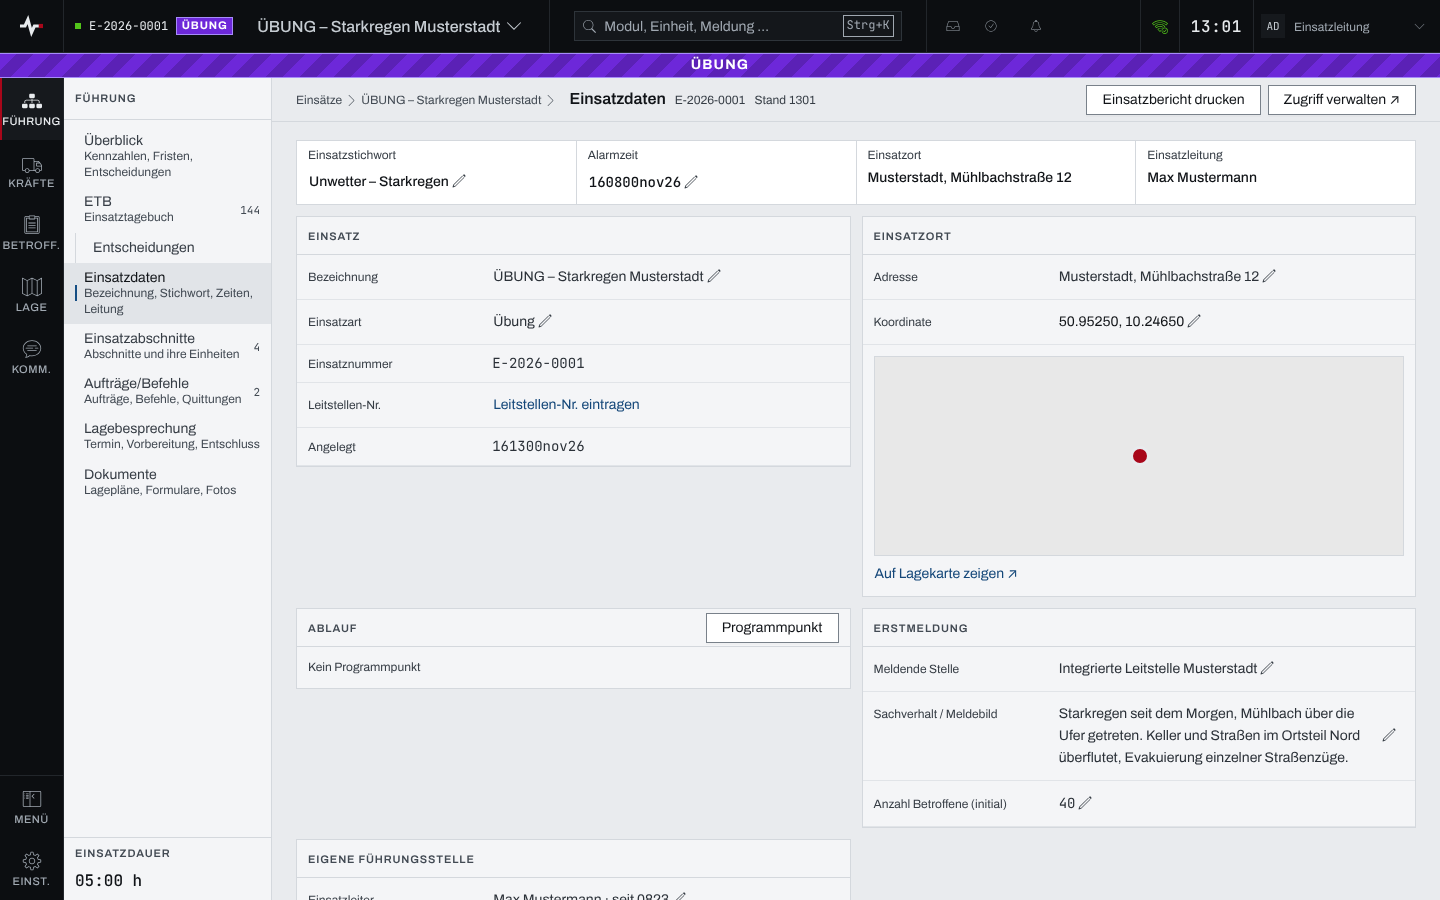 E-2026-0001 ÜBUNG ÜBUNG – Starkregen Musterstadt Modul, Einheit, Meldung ... Strg+K 13:01 AD Einsatzleitung
ÜBUNG
FÜHRUNG
KRÄFTE
BETROFF.
LAGE
KOMM.
MENÜ
EINST.
FÜHRUNG
Überblick
Kennzahlen, Fristen,
Entscheidungen
ETB
Einsatztagebuch
144
Entscheidungen
Einsatzdaten
Bezeichnung, Stichwort, Zeiten,
Leitung
Einsatzabschnitte
Abschnitte und ihre Einheiten
4
Aufträge/Befehle
Aufträge, Befehle, Quittungen
2
Lagebesprechung
Termin, Vorbereitung, Entschluss
Dokumente
Lagepläne, Formulare, Fotos
EINSATZDAUER
05:00 h
Einsätze ÜBUNG – Starkregen Musterstadt Einsatzdaten E-2026-0001 Stand 1301
Einsatzbericht drucken
Zugriff verwalten
Einsatzstichwort
Unwetter – Starkregen
Alarmzeit
160800nov26
Einsatzort
Musterstadt, Mühlbachstraße 12
Einsatzleitung
Max Mustermann
EINSATZ
Bezeichnung ÜBUNG – Starkregen Musterstadt
Einsatzart Übung
Einsatznummer E-2026-0001
Leitstellen-Nr. Leitstellen-Nr. eintragen
Angelegt 161300nov26
EINSATZORT
Adresse Musterstadt, Mühlbachstraße 12
Koordinate 50.95250, 10.24650
Auf Lagekarte zeigen
ABLAUF
Programmpunkt
Kein Programmpunkt
ERSTMELDUNG
Meldende Stelle Integrierte Leitstelle Musterstadt
Sachverhalt / Meldebild Starkregen seit dem Morgen, Mühlbach über die
Ufer getreten. Keller und Straßen im Ortsteil Nord
überflutet, Evakuierung einzelner Straßenzüge.
Anzahl Betroffene (initial) 40
EIGENE FÜHRUNGSSTELLE
Einsatzleiter Max Mustermann · seit 0823